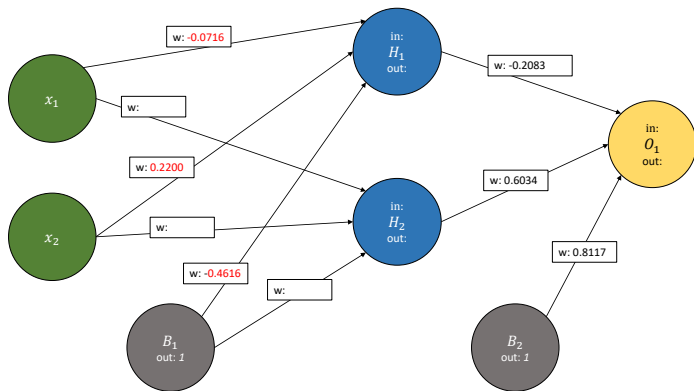 w: -0.0716
in:
H₁
out:
w: -0.2083
x₁
w:
in:
O₁
out:
w: 0.2200
w: 0.6034
in:
H₂
out:
x₂
w:
w: 0.8117
w: -0.4616
w:
B₁
out: 1
B₂
out: 1